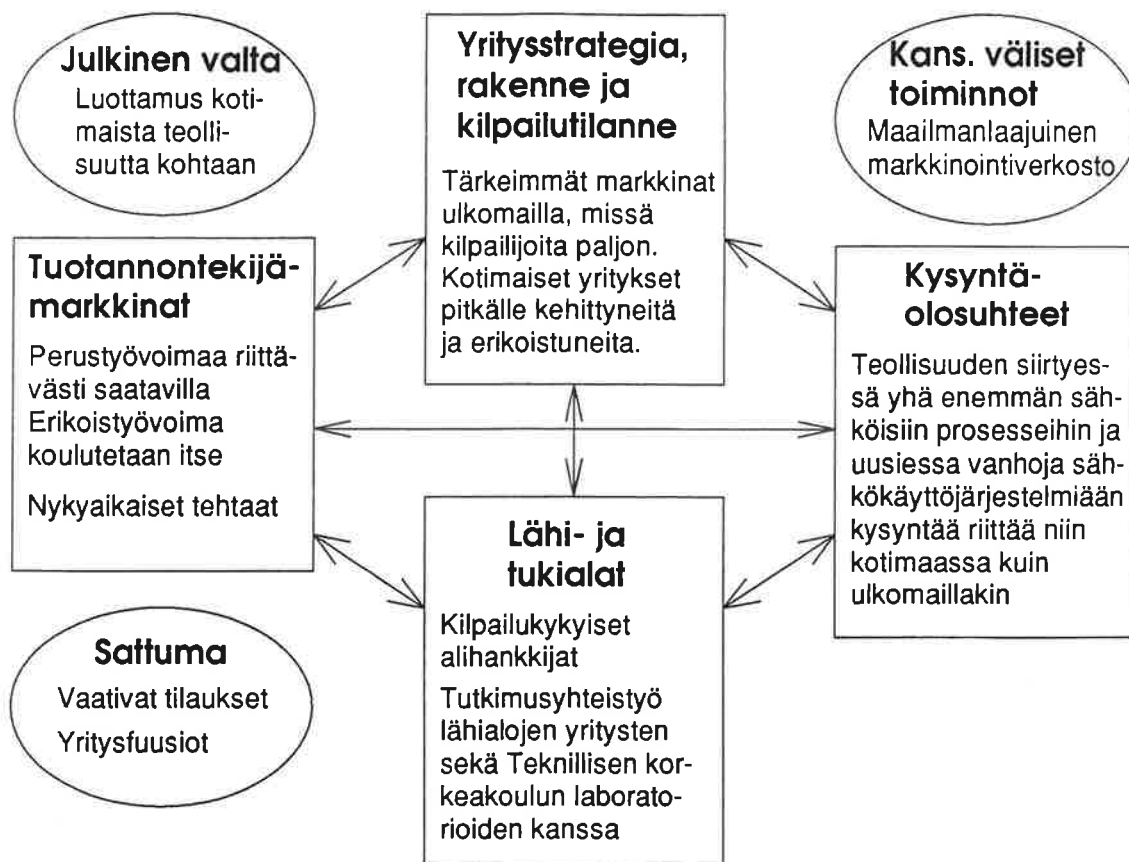 Julkinen valta
Luottamus koti-
maista teolli-
suutta kohtaan
Yritysstrategia,
rakenne ja
kilpailutilanne
Tärkeimmät markkinat
ulkomailla, missä
kilpailijoita paljon.
Kotimaiset yritykset
pitkälle kehittyneitä
ja erikoistuneita.
Kans. väliset
toiminnot
Maailmanlaajuinen
markkinointiverkosto
Tuotannontekijä-
markkinat
Perustyövoimaa riittä-
västi saatavilla
Erikoistyövoima
koulutetaan itse
Nykyaikaiset tehtaat
Kysyntä-
olosuhteet
Teollisuuden siirtyes-
sä yhä enemmän säh-
köisiin prosesseihin ja
uusiessa vanhoja säh-
kökäyttöjärjestelmiään
kysyntää riittää niin
kotimaassa kuin
ulkomaillakin
Lähi- ja
tukialat
Kilpailukykyiset
alihankkijat
Tutkimusyhteistyö
lähialojen yritysten
sekä Teknillisen kor-
keakoulun laborato-
rioiden kanssa
Sattuma
Vaativat tilaukset
Yritysfuusiot